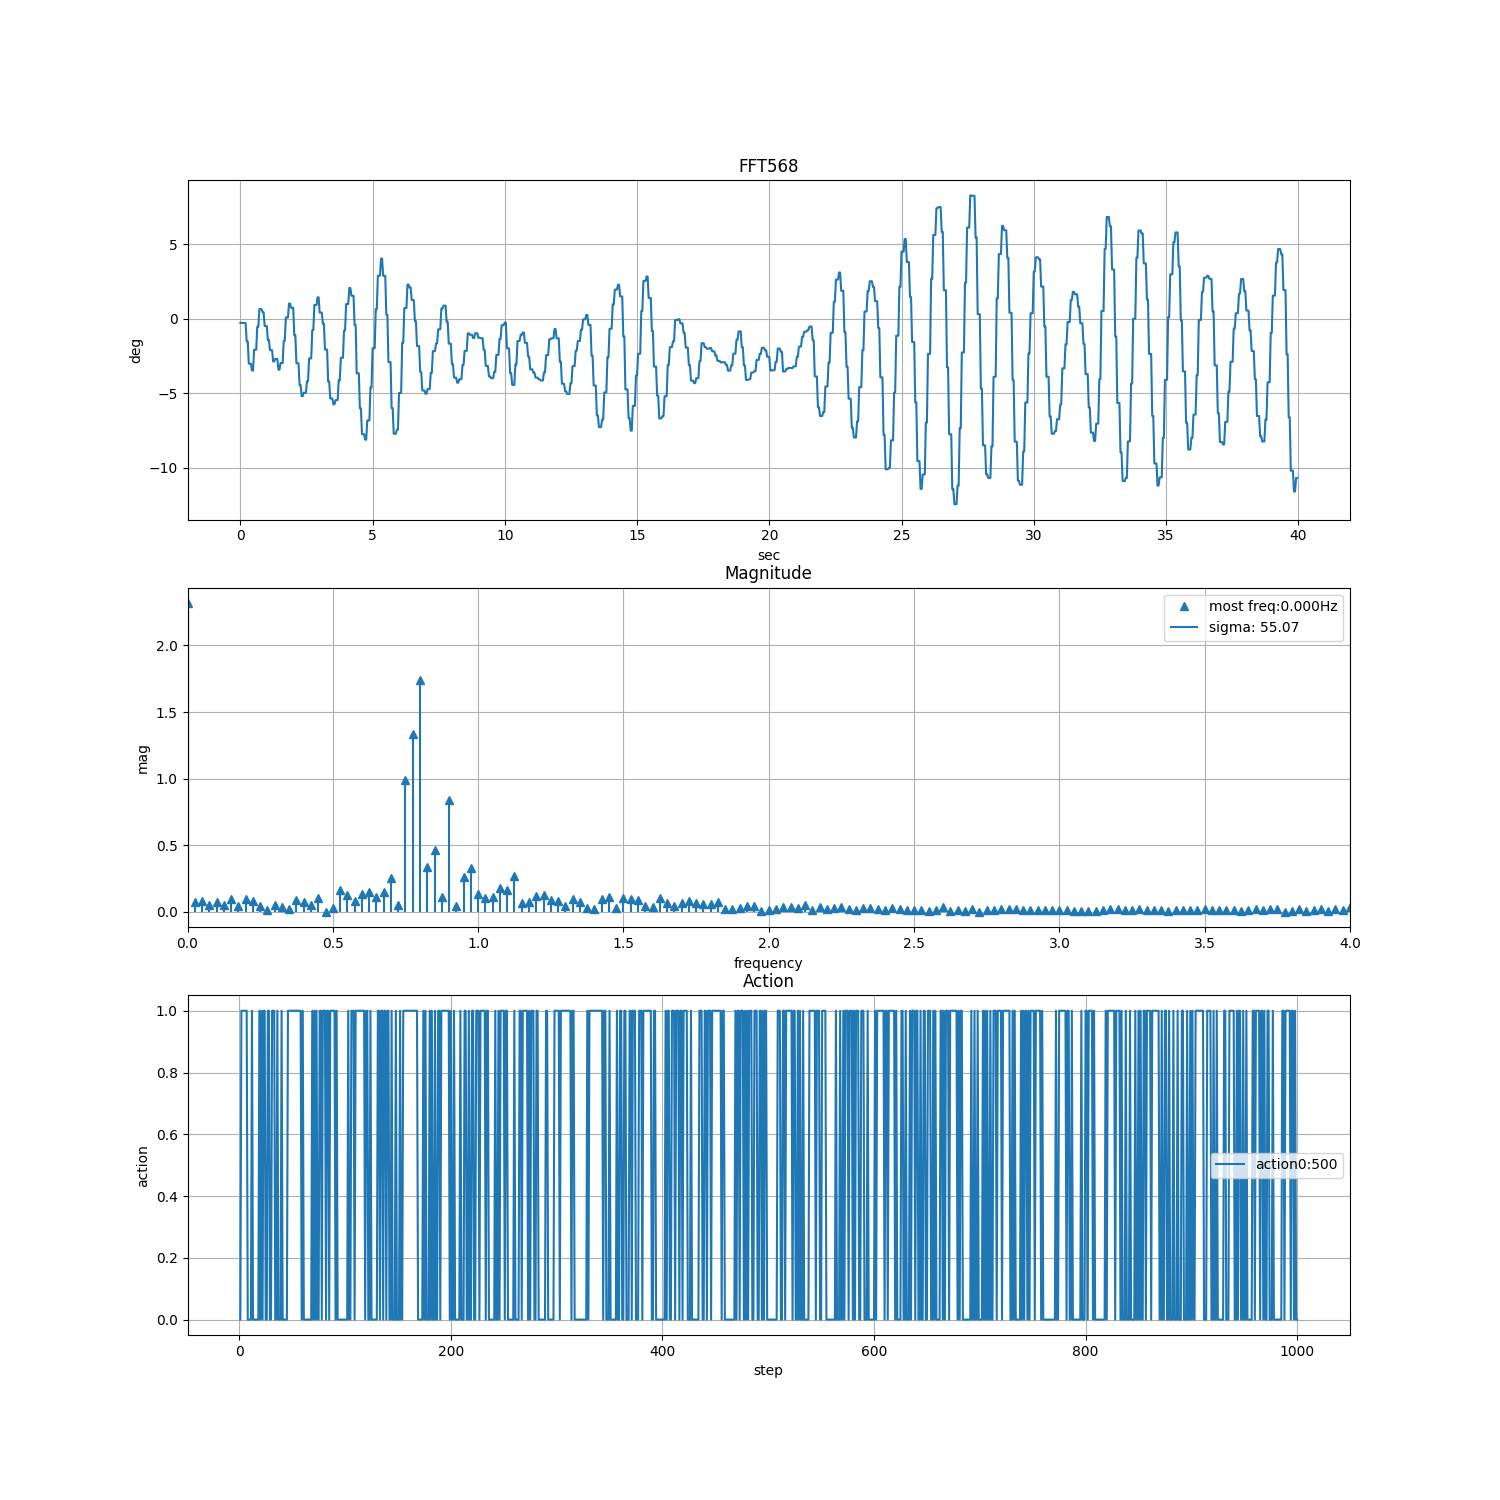 FFT568
5
0
−5
−10
deg
0 5 10 15 20 25 30 35 40
sec
Magnitude
most freq:0.000Hz
sigma: 55.07
2.0
1.5
1.0
0.5
0.0
mag
0.0 0.5 1.0 1.5 2.0 2.5 3.0 3.5 4.0
frequency
Action
1.0
0.8
0.6
0.4
0.2
0.0
action
action0:500
0 200 400 600 800 1000
step